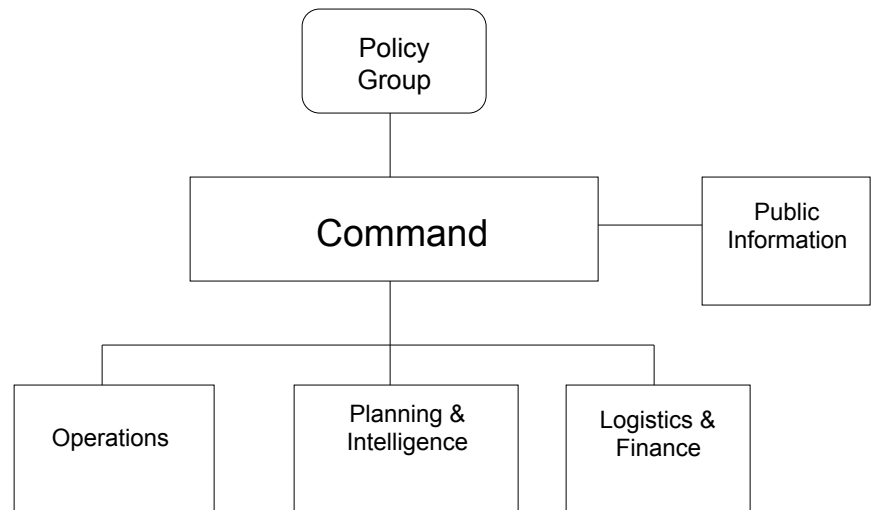 Policy
Group
Command
Public
Information
Operations
Planning &
Intelligence
Logistics &
Finance